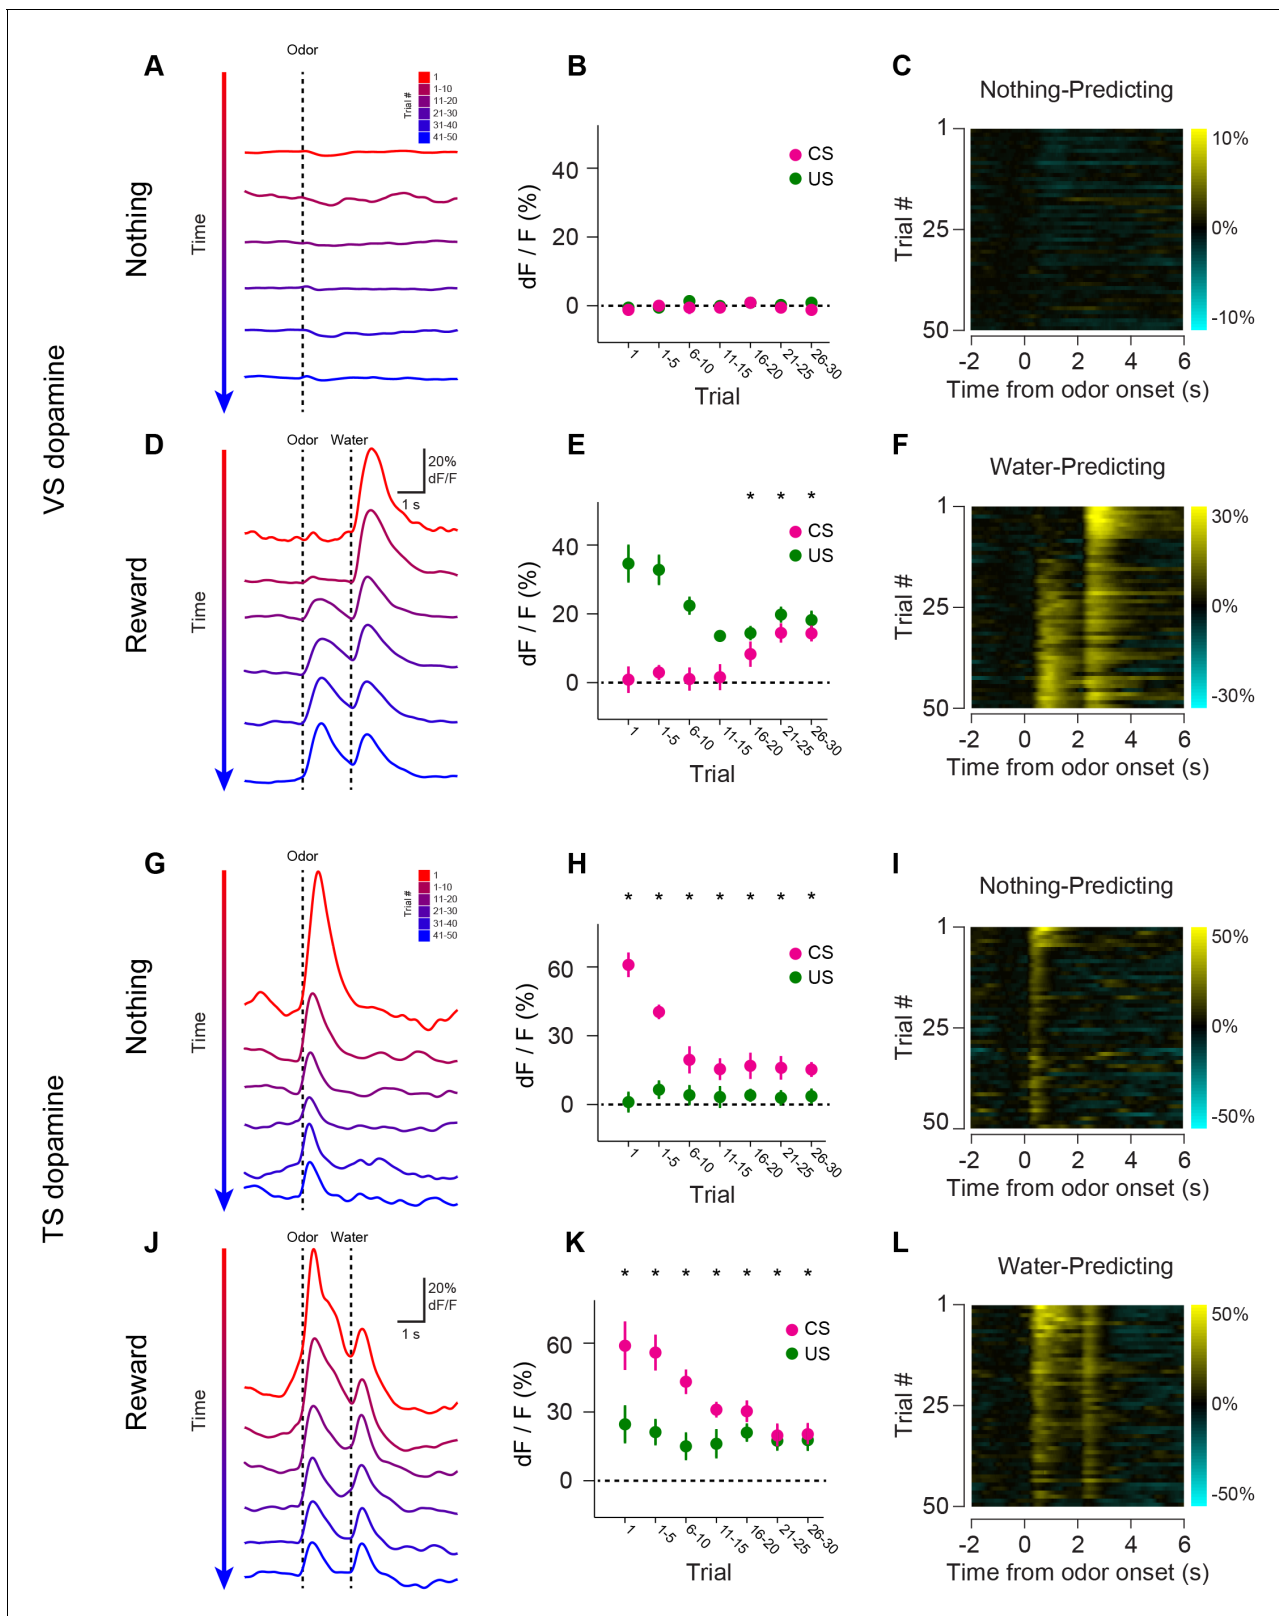 VS dopamine
Nothing
A
Time
Odor
Trial #
1
1-10
11-20
21-30
31-40
41-50
B
dF / F (%)
40
20
0
CS
US
1
1-5
6-10
11-15
16-20
21-25
26-30
Trial
C
Nothing-Predicting
Trial #
1
25
50
10%
0%
-10%
-2 0 2 4 6
Time from odor onset (s)
Reward
D
Time
Odor Water
20%
dF/F
1 s
E
* * *
dF / F (%)
40
20
0
CS
US
1
1-5
6-10
11-15
16-20
21-25
26-30
Trial
F
Water-Predicting
Trial #
1
25
50
30%
0%
-30%
-2 0 2 4 6
Time from odor onset (s)
TS dopamine
Nothing
G
Time
Odor
Trial #
1
1-10
11-20
21-30
31-40
41-50
H
* * * * * * *
dF / F (%)
60
30
0
CS
US
1
1-5
6-10
11-15
16-20
21-25
26-30
Trial
I
Nothing-Predicting
Trial #
1
25
50
50%
0%
-50%
-2 0 2 4 6
Time from odor onset (s)
Reward
J
Time
Odor Water
20%
dF/F
1 s
K
* * * * * * *
dF / F (%)
60
30
0
CS
US
1
1-5
6-10
11-15
16-20
21-25
26-30
Trial
L
Water-Predicting
Trial #
1
25
50
50%
0%
-50%
-2 0 2 4 6
Time from odor onset (s)